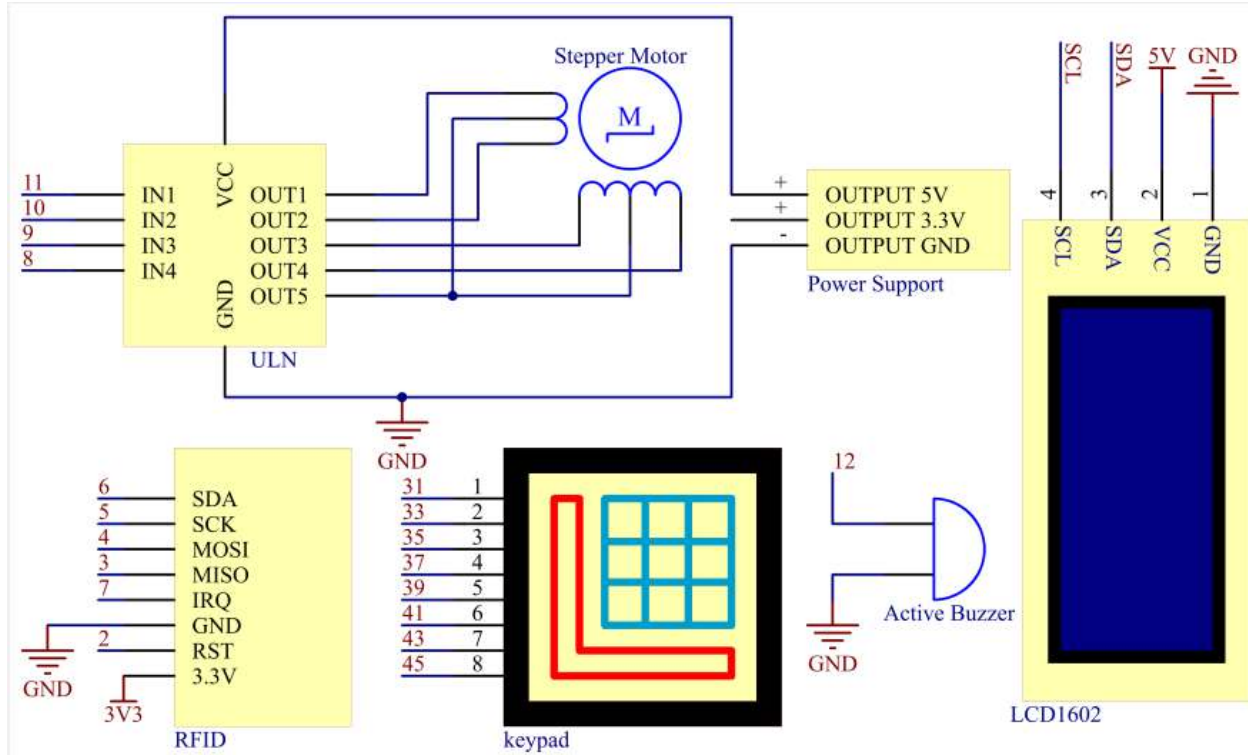 Stepper Motor
M
SCL
SDA
5V
GND
11
10
9
8
IN1
IN2
IN3
IN4
VCC
GND
OUT1
OUT2
OUT3
OUT4
OUT5
ULN
+
+
-
OUTPUT 5V
OUTPUT 3.3V
OUTPUT GND
Power Support
4
3
2
1
SCL
SDA
VCC
GND
LCD1602
GND
6
5
4
3
7
2
SDA
SCK
MOSI
MISO
IRQ
GND
RST
3.3V
GND
3V3
RFID
31 1
33 2
35 3
37 4
39 5
41 6
43 7
45 8
keypad
12
Active Buzzer
GND